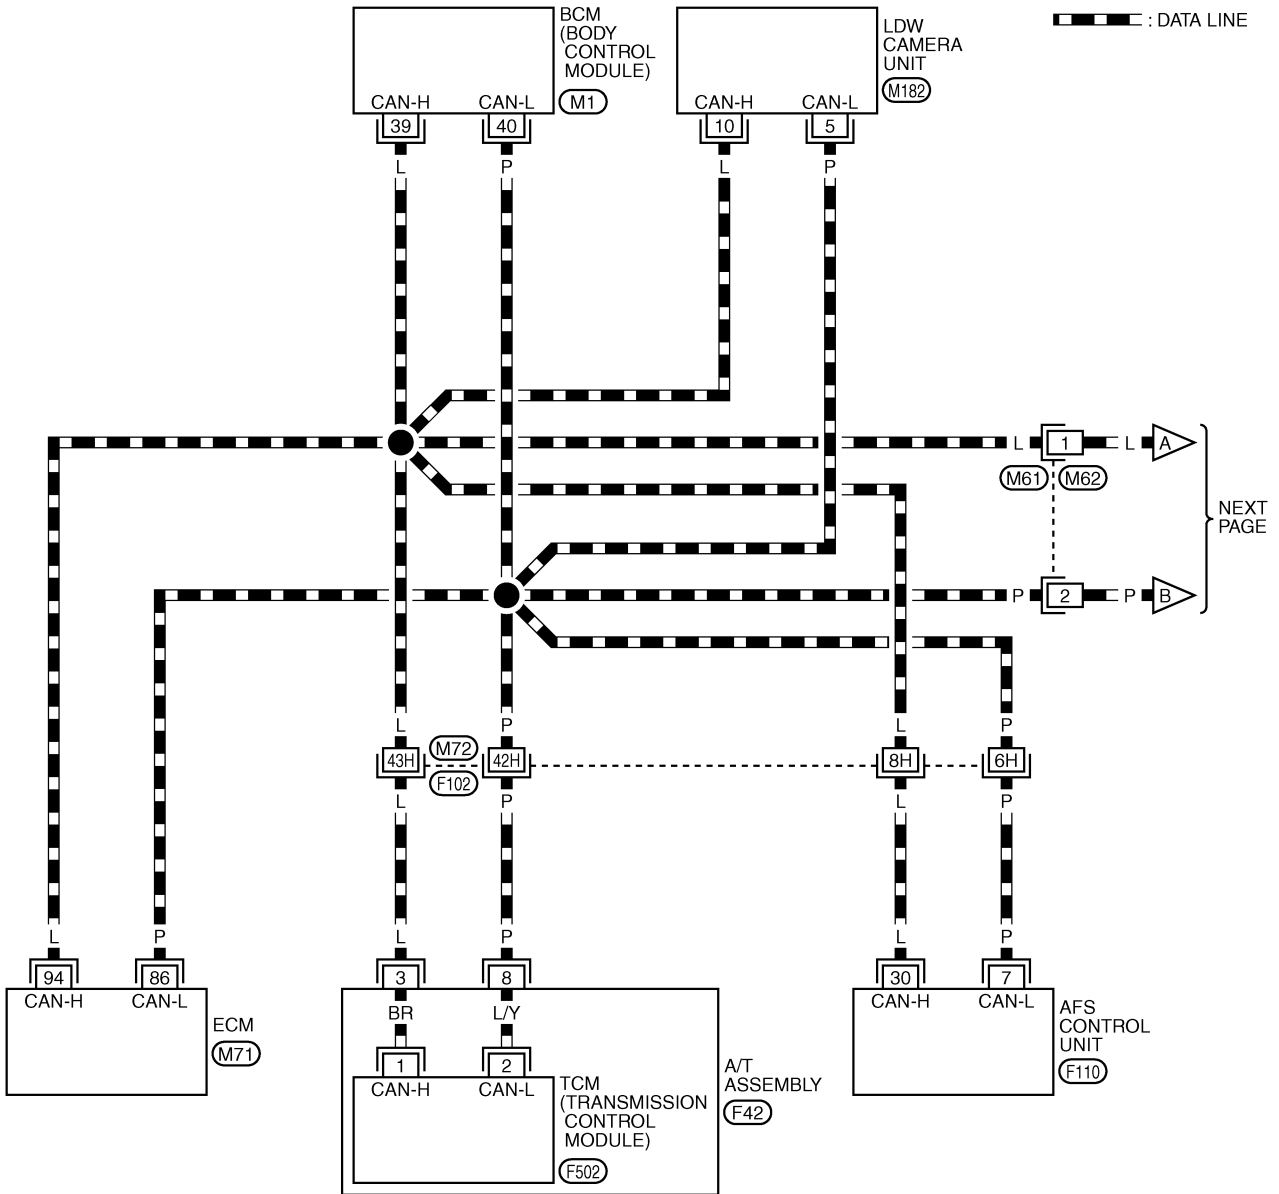 BCM
(BODY
CONTROL
MODULE)
M1
CAN-H
CAN-L
39
40
L
P
LDW
CAMERA
UNIT
M182
CAN-H
CAN-L
10
5
L
P
: DATA LINE
L
1
L
A
M61
M62
NEXT
PAGE
P
2
P
B
L
P
L
P
43H
M72
42H
8H
6H
F102
L
P
L
P
L
P
L
P
L
P
94
86
3
8
30
7
CAN-H
CAN-L
ECM
M71
BR
L/Y
1
2
CAN-H
CAN-L
TCM
(TRANSMISSION
CONTROL
MODULE)
F502
A/T
ASSEMBLY
F42
CAN-H
CAN-L
AFS
CONTROL
UNIT
F110